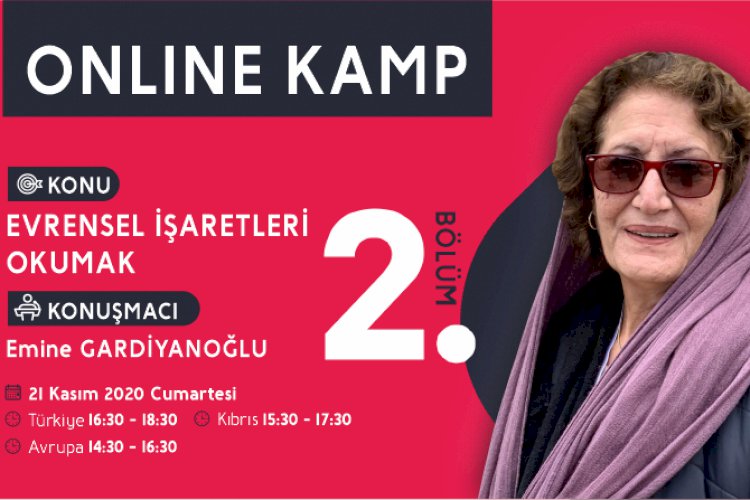 ONLINE KAMP
KONU
EVRENSEL İŞARETLERİ
OKUMAK
2. BÖLÜM
KONUŞMACI
Emine GARDİYANOĞLU
21 Kasım 2020 Cumartesi
Türkiye 16:30 - 18:30 Kıbrıs 15:30 - 17:30
Avrupa 14:30 - 16:30